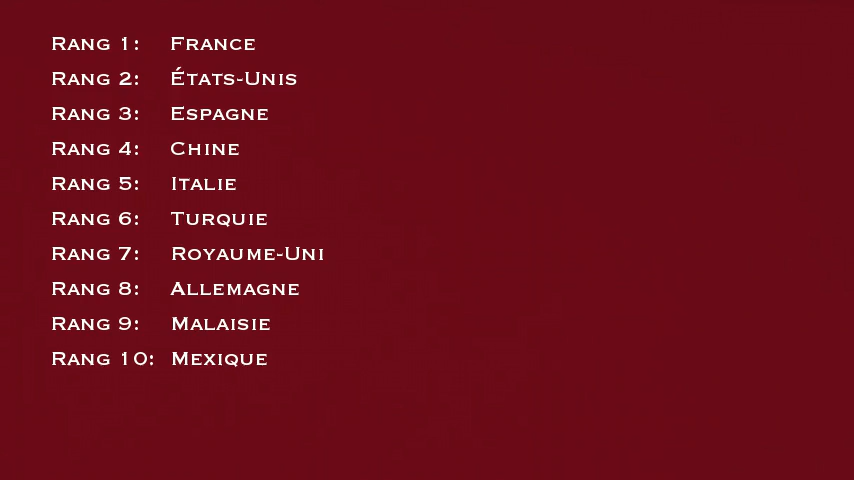 Rang 1: France
Rang 2: États-Unis
Rang 3: Espagne
Rang 4: Chine
Rang 5: Italie
Rang 6: Turquie
Rang 7: Royaume-Uni
Rang 8: Allemagne
Rang 9: Malaisie
Rang 10: Mexique